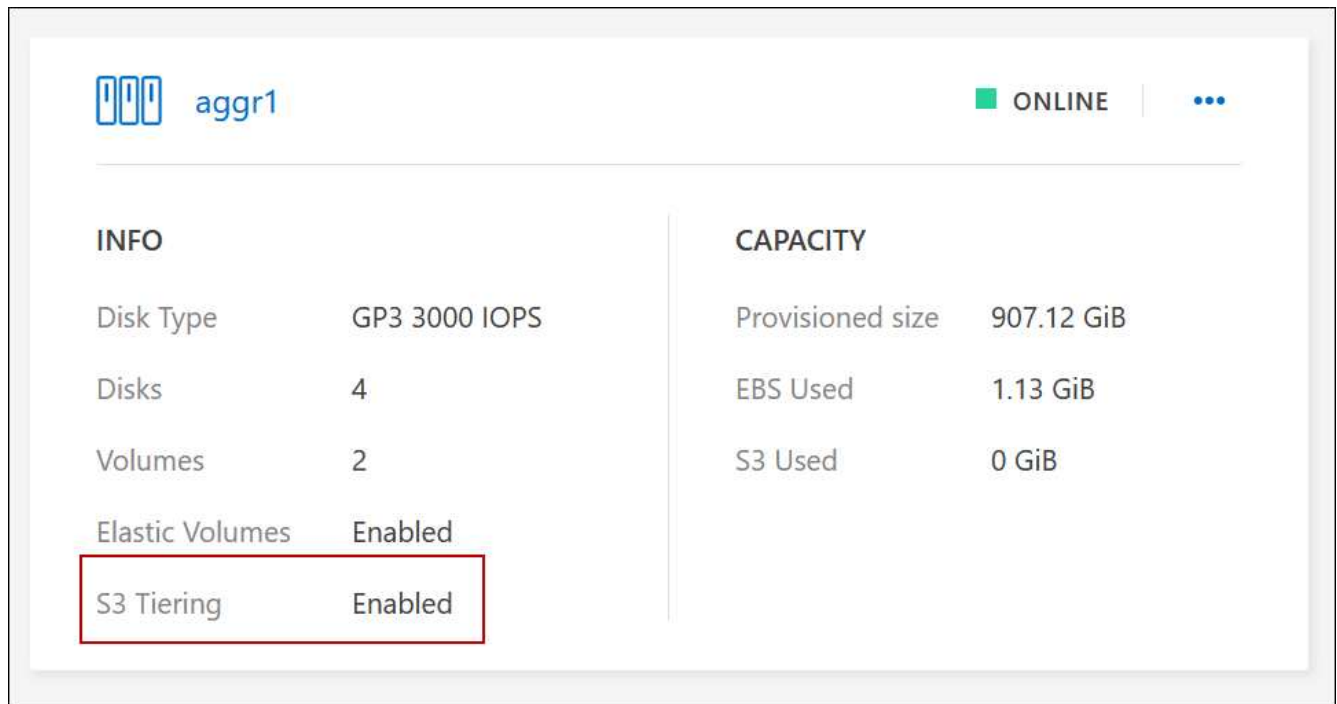 aggr1
ONLINE
INFO
Disk Type GP3 3000 IOPS
Disks 4
Volumes 2
Elastic Volumes Enabled
S3 Tiering Enabled
CAPACITY
Provisioned size 907.12 GiB
EBS Used 1.13 GiB
S3 Used 0 GiB